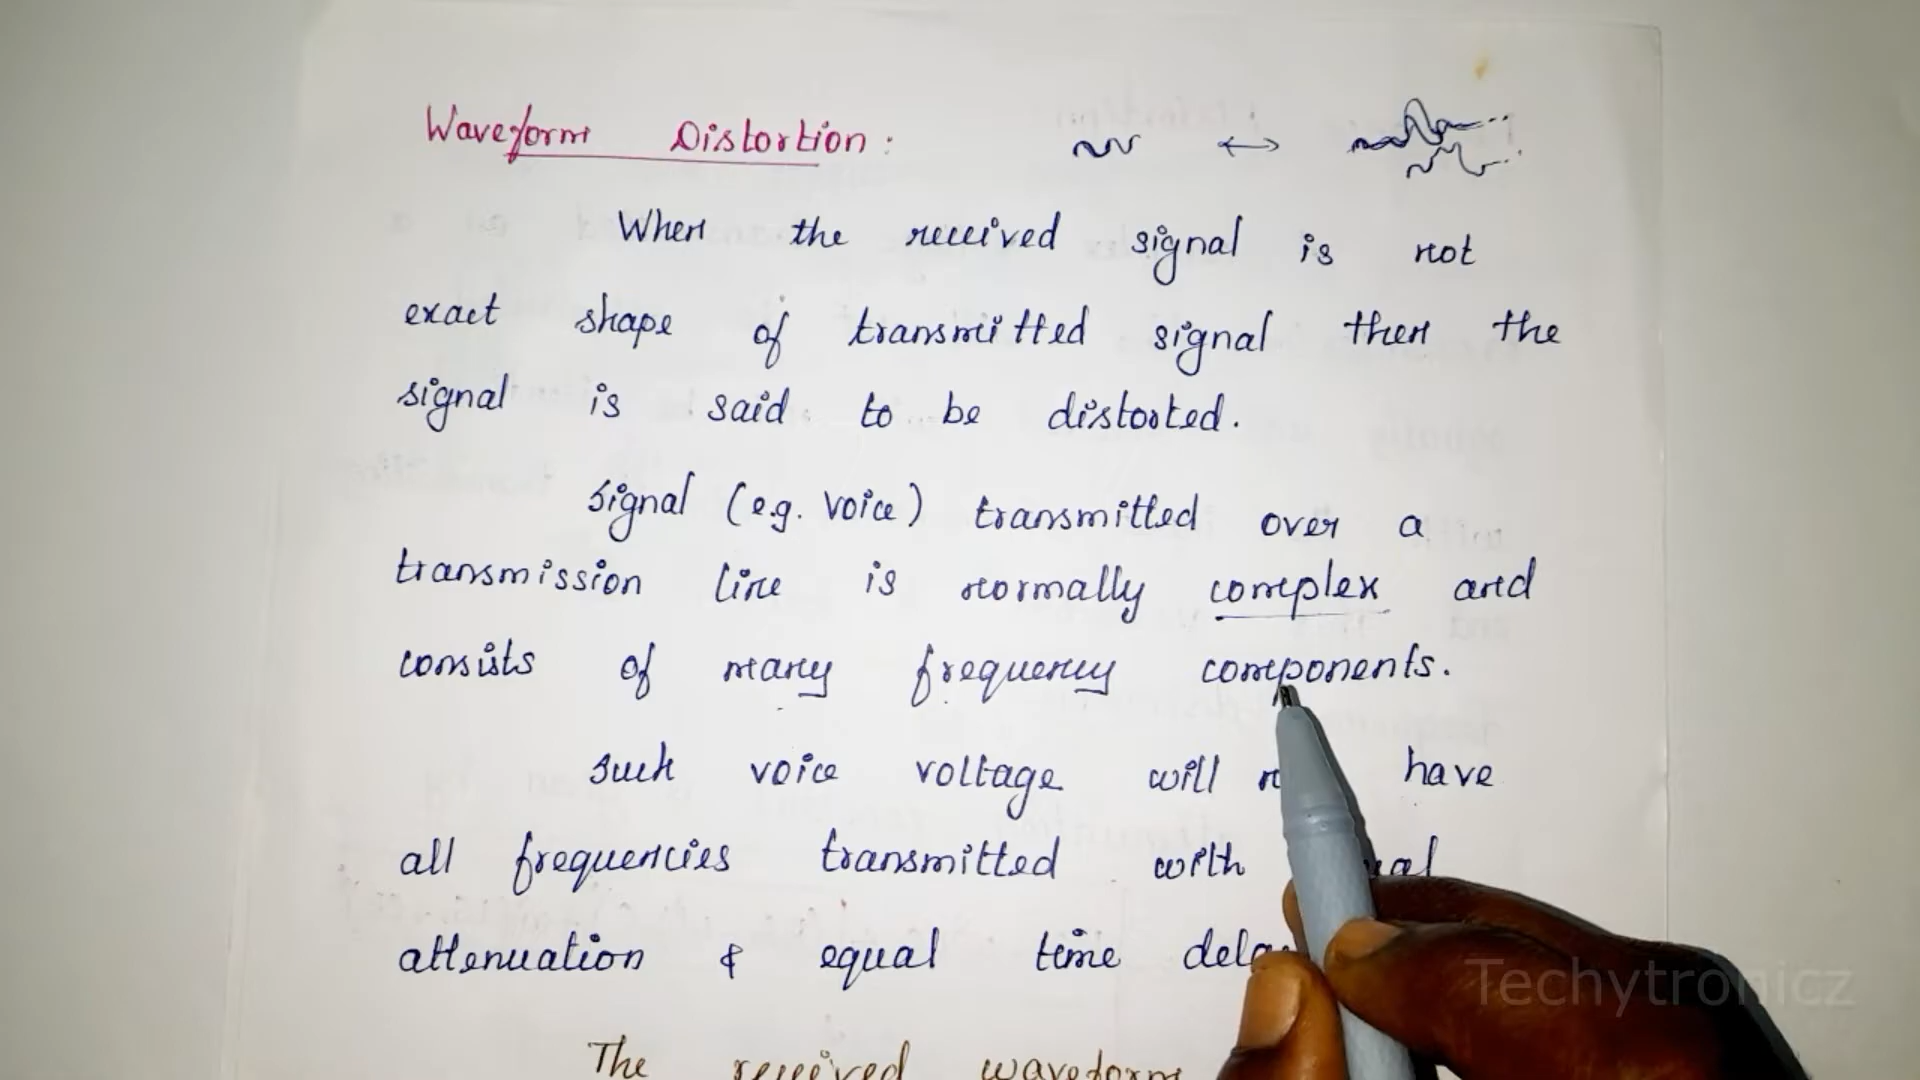 Waveform Distortion:
When the received signal is not
exact shape of transmitted signal then the
signal is said to be distorted.
Signal (e.g. voice) transmitted over a
transmission line is normally complex and
consists of many frequency components.
Such voice voltage will have
all frequencies transmitted with
attenuation & equal time
Techytronicz
The received waveform